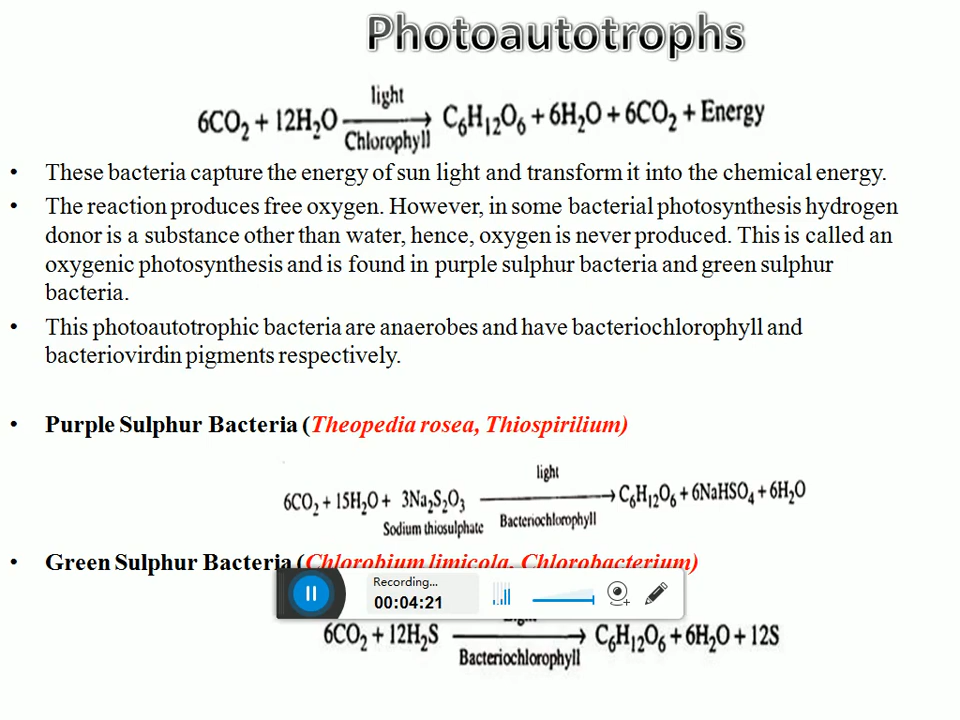 Photoautotrophs
light
6CO₂ + 12H₂O → C₆H₁₂O₆ + 6H₂O + 6CO₂ + Energy
Chlorophyll
• These bacteria capture the energy of sun light and transform it into the chemical energy.
• The reaction produces free oxygen. However, in some bacterial photosynthesis hydrogen
donor is a substance other than water, hence, oxygen is never produced. This is called an
oxygenic photosynthesis and is found in purple sulphur bacteria and green sulphur
bacteria.
• This photoautotrophic bacteria are anaerobes and have bacteriochlorophyll and
bacteriovirdin pigments respectively.
• Purple Sulphur Bacteria (Theopedia rosea, Thiospirilium)
light
6CO₂ + 15H₂O + 3Na₂S₂O₃ → C₆H₁₂O₆ + 6NaHSO₄ + 6H₂O
Sodium thiosulphate Bacteriochlorophyll
• Green Sulphur Bacteria (Chlorobium limicola, Chlorobacterium)
Recording...
00:04:21
6CO₂ + 12H₂S → C₆H₁₂O₆ + 6H₂O + 12S
Bacteriochlorophyll